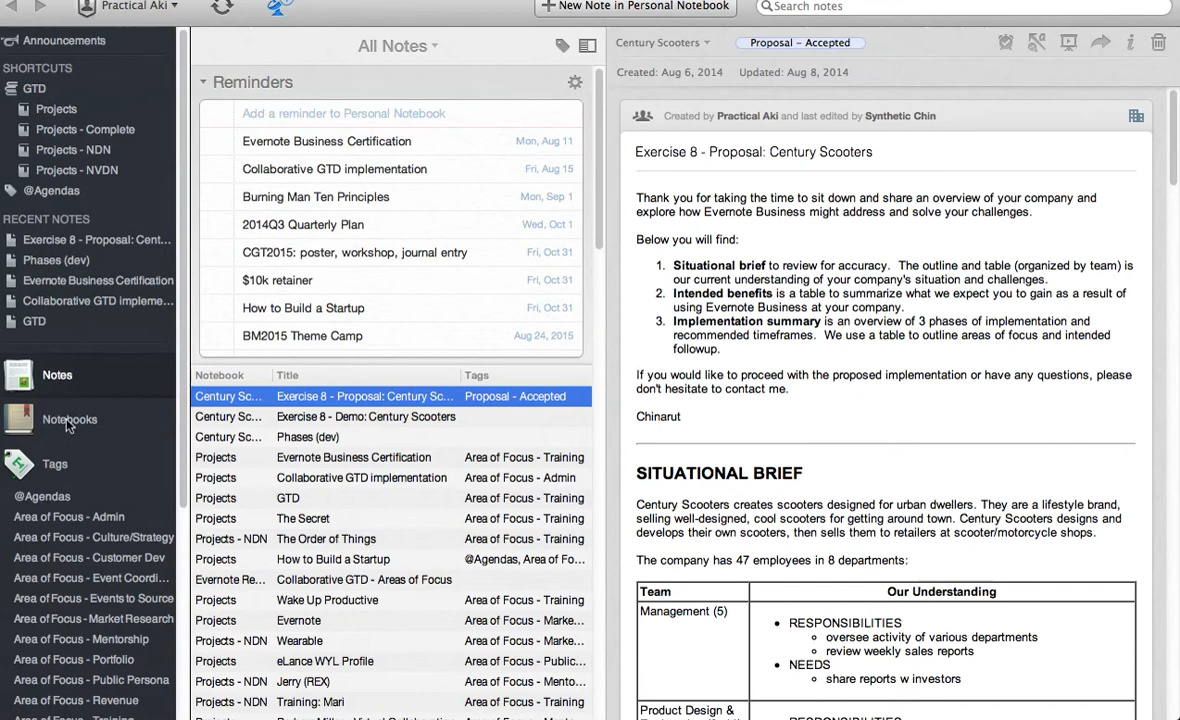 Practical Aki
New Note in Personal Notebook
Search notes
Announcements
SHORTCUTS
GTD
Projects
Projects - Complete
Projects - NDN
Projects - NVDN
@Agendas
RECENT NOTES
Exercise 8 - Proposal: Cent...
Phases (dev)
Evernote Business Certification
Collaborative GTD impleme...
GTD
Notes
Notebooks
Tags
@Agendas
Area of Focus - Admin
Area of Focus - Culture/Strategy
Area of Focus - Customer Dev
Area of Focus - Event Coordi...
Area of Focus - Events to Source
Area of Focus - Market Research
Area of Focus - Mentorship
Area of Focus - Portfolio
Area of Focus - Public Persona
Area of Focus - Revenue
Area of Focus - Training
All Notes
Reminders
Add a reminder to Personal Notebook
Evernote Business Certification Mon, Aug 11
Collaborative GTD implementation Fri, Aug 15
Burning Man Ten Principles Mon, Sep 1
2014Q3 Quarterly Plan Wed, Oct 1
CGT2015: poster, workshop, journal entry Fri, Oct 31
$10k retainer Fri, Oct 31
How to Build a Startup Fri, Oct 31
BM2015 Theme Camp Aug 24, 2015
Notebook Title Tags
Century Sc... Exercise 8 - Proposal: Century Sc... Proposal - Accepted
Century Sc... Exercise 8 - Demo: Century Scooters
Century Sc... Phases (dev)
Projects Evernote Business Certification Area of Focus - Training
Projects Collaborative GTD implementation Area of Focus - Admin
Projects GTD Area of Focus - Training
Projects The Secret Area of Focus - Training
Projects - NDN The Order of Things Area of Focus - Training
Projects How to Build a Startup @Agendas, Area of Fo...
Evernote Re... Collaborative GTD - Areas of Focus
Projects Wake Up Productive Area of Focus - Training
Projects Evernote Area of Focus - Marke...
Projects - NDN Wearable Area of Focus - Marke...
Projects eLance WYL Profile Area of Focus - Public...
Projects - NDN Jerry (REX) Area of Focus - Mento...
Projects - NDN Training: Mari Area of Focus - Training
Century Scooters Proposal - Accepted
Created: Aug 6, 2014 Updated: Aug 8, 2014
Created by Practical Aki and last edited by Synthetic Chin
Exercise 8 - Proposal: Century Scooters
Thank you for taking the time to sit down and share an overview of your company and
explore how Evernote Business might address and solve your challenges.
Below you will find:
1. Situational brief to review for accuracy. The outline and table (organized by team) is
our current understanding of your company's situation and challenges.
2. Intended benefits is a table to summarize what we expect you to gain as a result of
using Evernote Business at your company.
3. Implementation summary is an overview of 3 phases of implementation and
recommended timeframes. We use a table to outline areas of focus and intended
followup.
If you would like to proceed with the proposed implementation or have any questions, please
don't hesitate to contact me.
Chinarut
SITUATIONAL BRIEF
Century Scooters creates scooters designed for urban dwellers. They are a lifestyle brand,
selling well-designed, cool scooters for getting around town. Century Scooters designs and
develops their own scooters, then sells them to retailers at scooter/motorcycle shops.
The company has 47 employees in 8 departments:
Team Our Understanding
Management (5)
• RESPONSIBILITIES
○ oversee activity of various departments
○ review weekly sales reports
• NEEDS
○ share reports w investors
Product Design &
• RESPONSIBILITIES